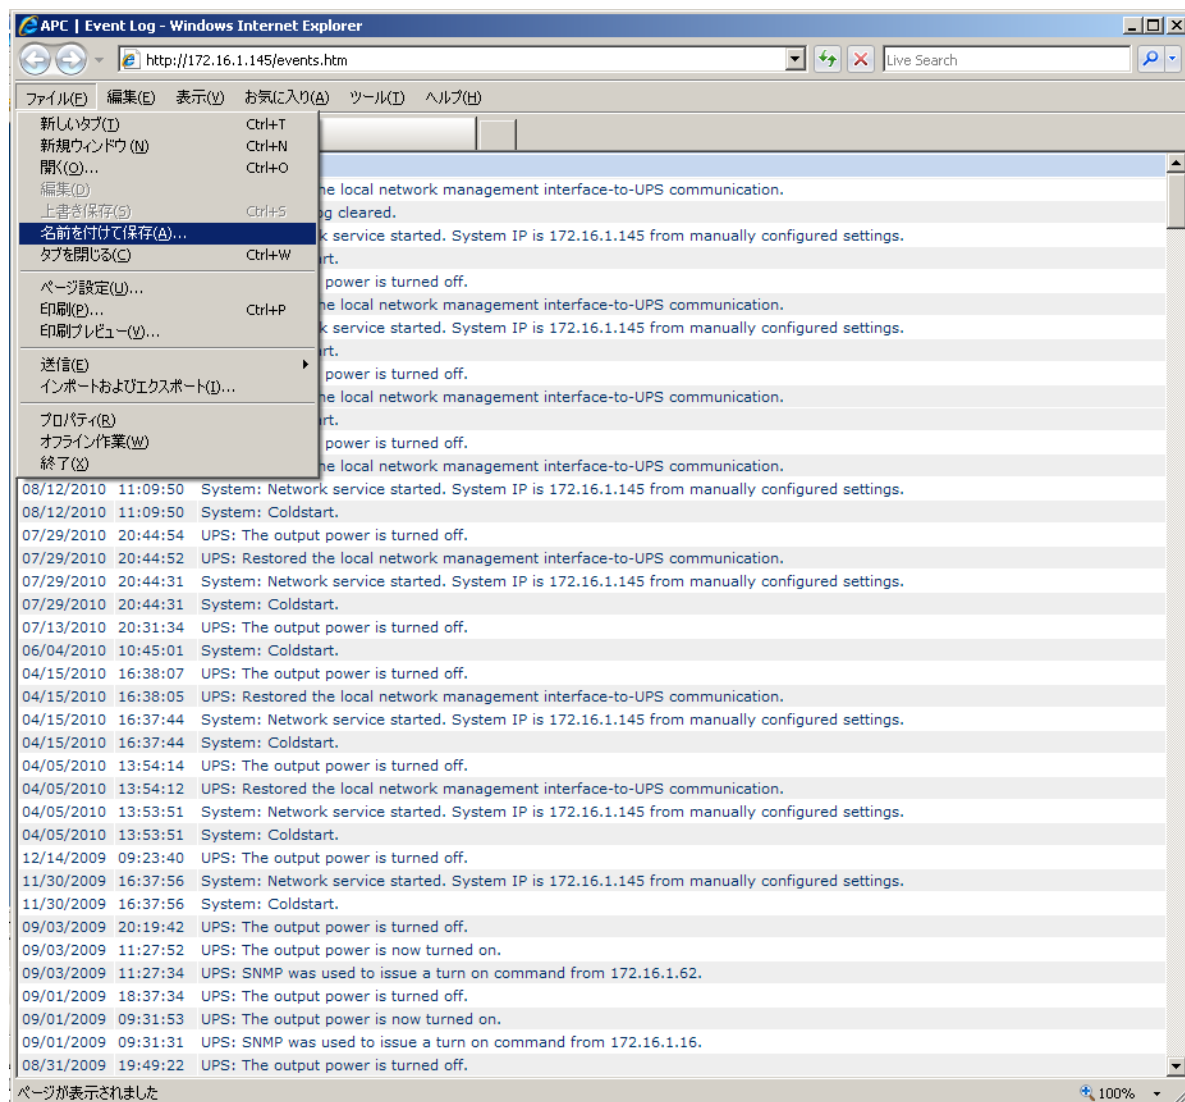 APC | Event Log - Windows Internet Explorer
http://172.16.1.145/events.htm
Live Search
ファイル(F) 編集(E) 表示(V) お気に入り(A) ツール(T) ヘルプ(H)
新しいタブ(T) Ctrl+T
新規ウィンドウ(N) Ctrl+N
開く(O)... Ctrl+O
編集(D)
he local network management interface-to-UPS communication.
上書き保存(S) Ctrl+S
og cleared.
名前を付けて保存(A)...
k service started. System IP is 172.16.1.145 from manually configured settings.
タブを閉じる(C) Ctrl+W
rt.
power is turned off.
ページ設定(U)...
he local network management interface-to-UPS communication.
印刷(P)... Ctrl+P
k service started. System IP is 172.16.1.145 from manually configured settings.
印刷プレビュー(V)...
rt.
送信(E)
power is turned off.
インポートおよびエクスポート(I)...
he local network management interface-to-UPS communication.
プロパティ(R)
rt.
オフライン作業(W)
power is turned off.
終了(X)
he local network management interface-to-UPS communication.
08/12/2010 11:09:50 System: Network service started. System IP is 172.16.1.145 from manually configured settings.
08/12/2010 11:09:50 System: Coldstart.
07/29/2010 20:44:54 UPS: The output power is turned off.
07/29/2010 20:44:52 UPS: Restored the local network management interface-to-UPS communication.
07/29/2010 20:44:31 System: Network service started. System IP is 172.16.1.145 from manually configured settings.
07/29/2010 20:44:31 System: Coldstart.
07/13/2010 20:31:34 UPS: The output power is turned off.
06/04/2010 10:45:01 System: Coldstart.
04/15/2010 16:38:07 UPS: The output power is turned off.
04/15/2010 16:38:05 UPS: Restored the local network management interface-to-UPS communication.
04/15/2010 16:37:44 System: Network service started. System IP is 172.16.1.145 from manually configured settings.
04/15/2010 16:37:44 System: Coldstart.
04/05/2010 13:54:14 UPS: The output power is turned off.
04/05/2010 13:54:12 UPS: Restored the local network management interface-to-UPS communication.
04/05/2010 13:53:51 System: Network service started. System IP is 172.16.1.145 from manually configured settings.
04/05/2010 13:53:51 System: Coldstart.
12/14/2009 09:23:40 UPS: The output power is turned off.
11/30/2009 16:37:56 System: Network service started. System IP is 172.16.1.145 from manually configured settings.
11/30/2009 16:37:56 System: Coldstart.
09/03/2009 20:19:42 UPS: The output power is turned off.
09/03/2009 11:27:52 UPS: The output power is now turned on.
09/03/2009 11:27:34 UPS: SNMP was used to issue a turn on command from 172.16.1.62.
09/01/2009 18:37:34 UPS: The output power is turned off.
09/01/2009 09:31:53 UPS: The output power is now turned on.
09/01/2009 09:31:31 UPS: SNMP was used to issue a turn on command from 172.16.1.16.
08/31/2009 19:49:22 UPS: The output power is turned off.
ページが表示されました 100%